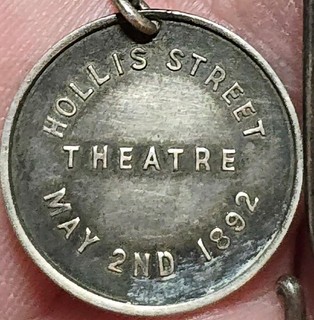 HOLLIS STREET
THEATRE
MAY 2ND 1892